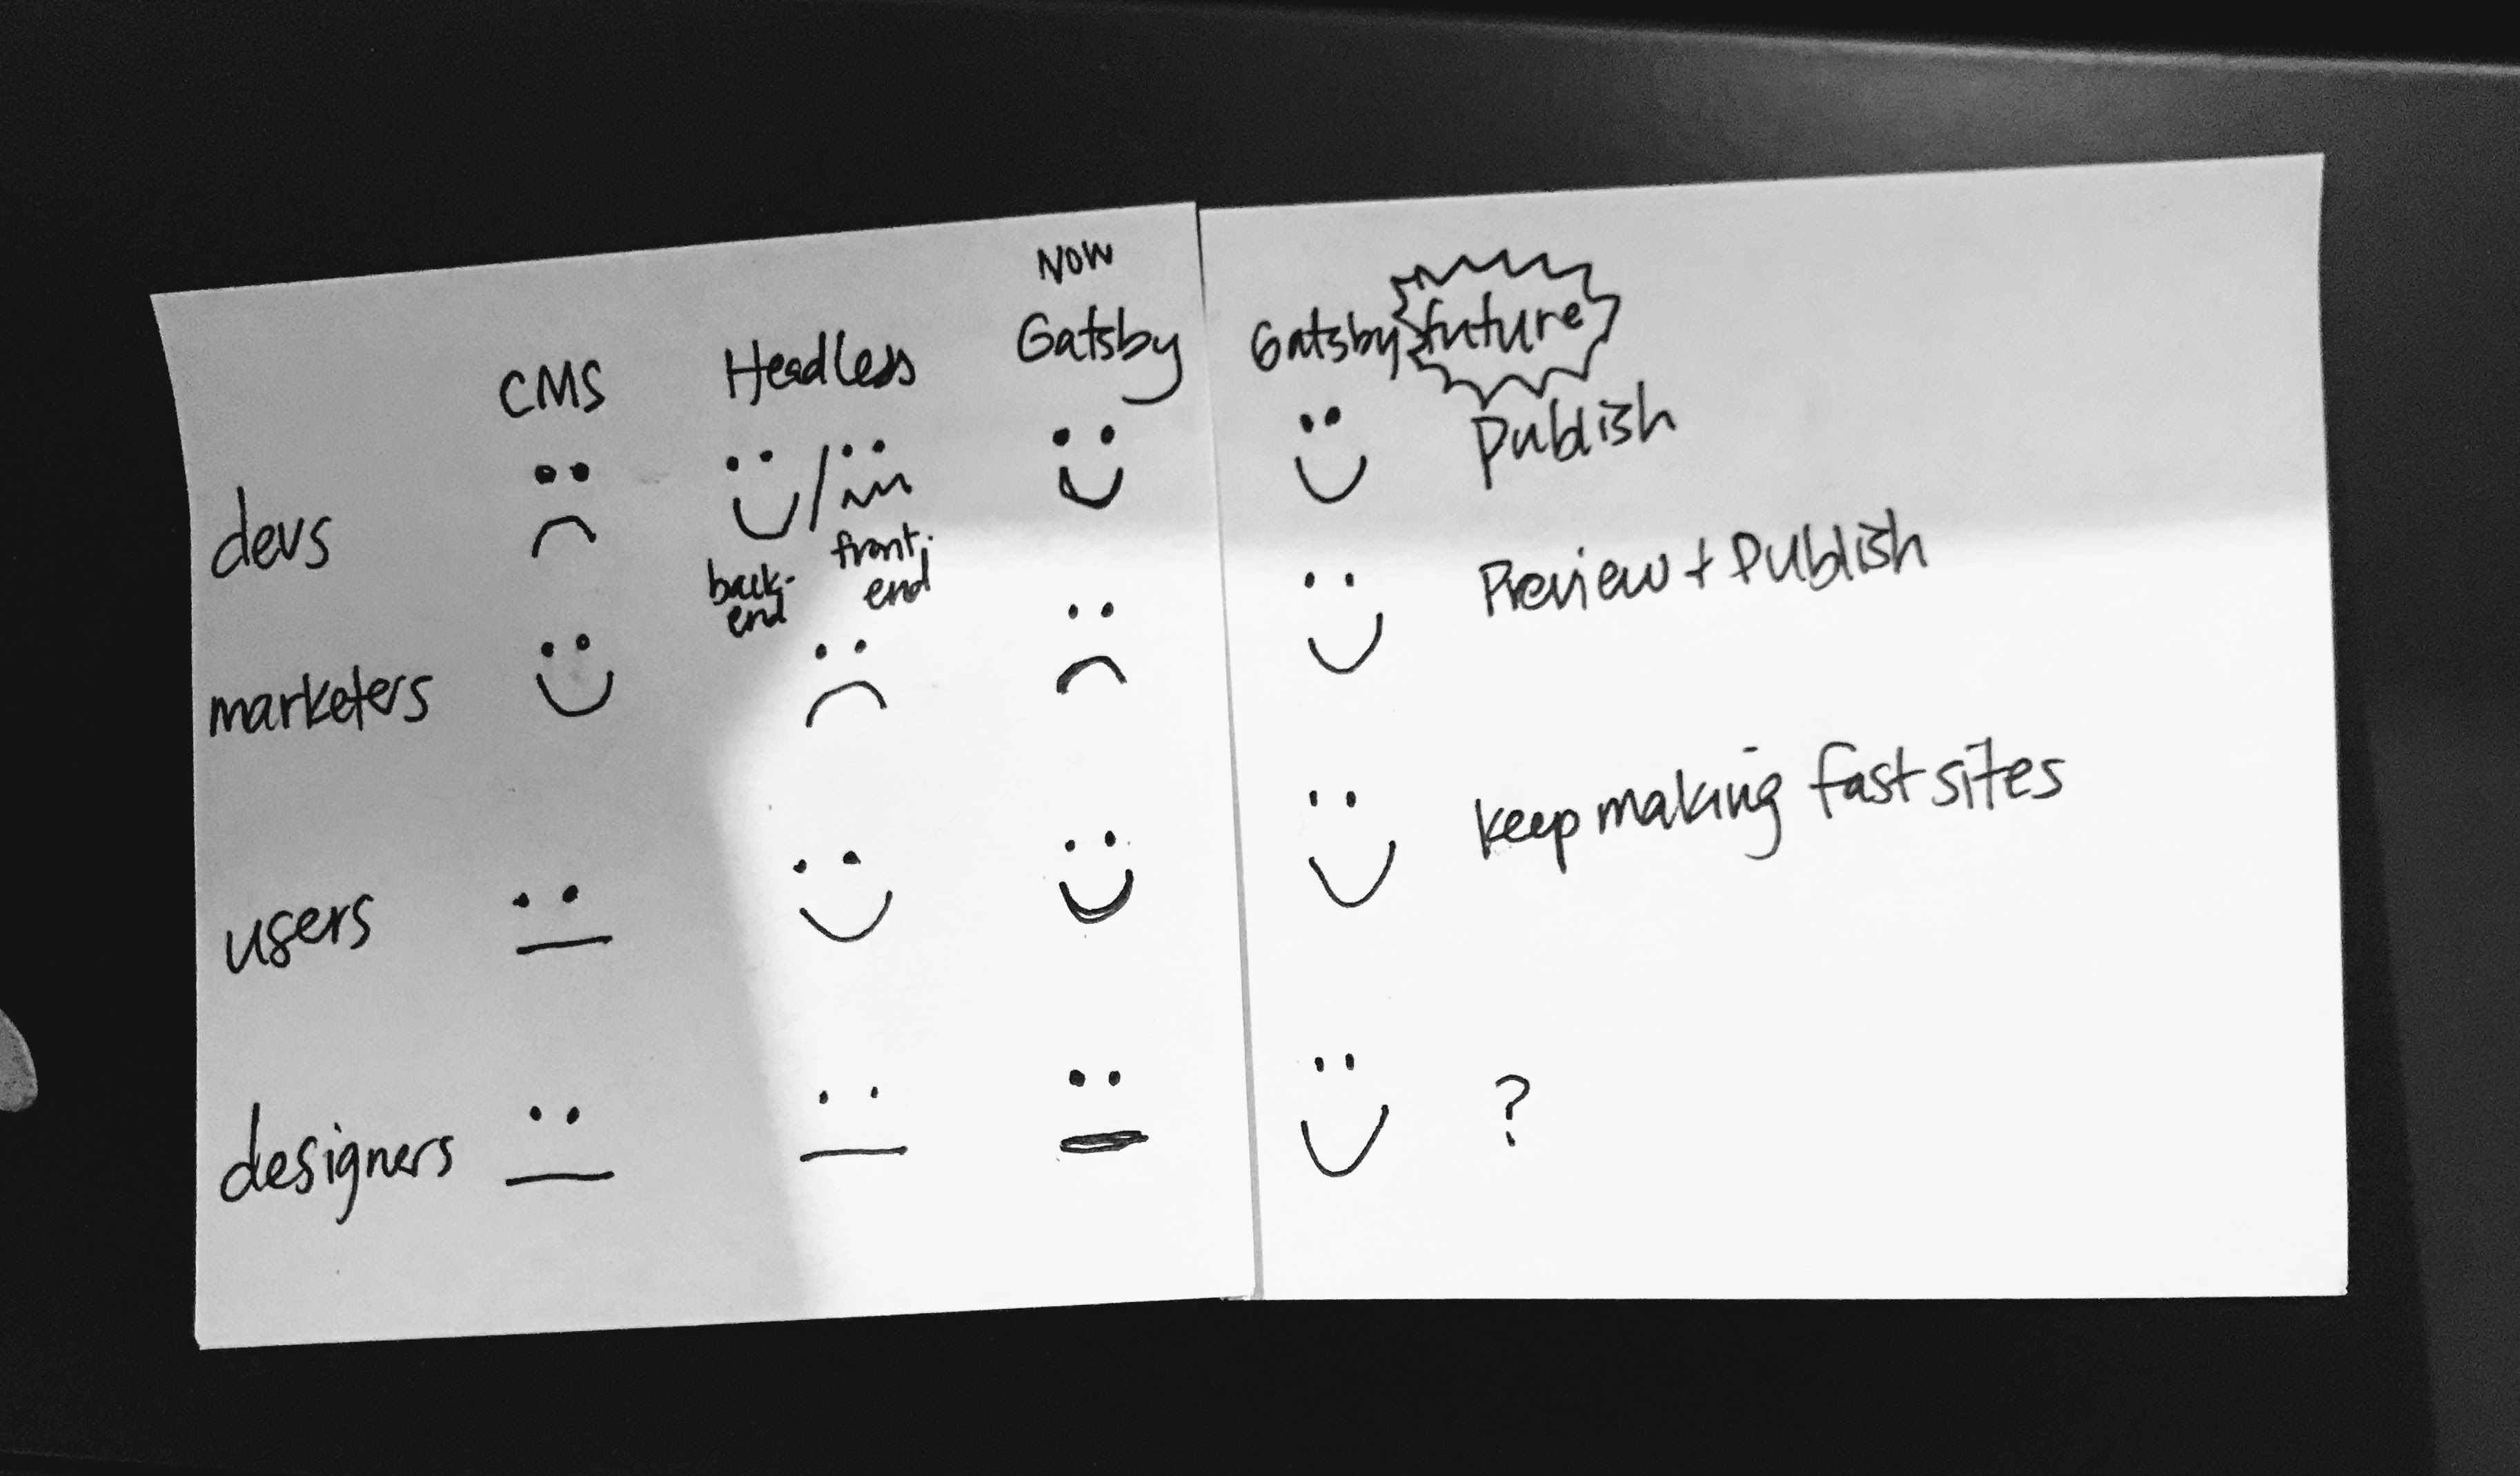 NOW
CMS Headless Gatsby Gatsby future
devs
back-
end
front-
end
Publish
marketers Preview + Publish
users keep making fast sites
designers ?